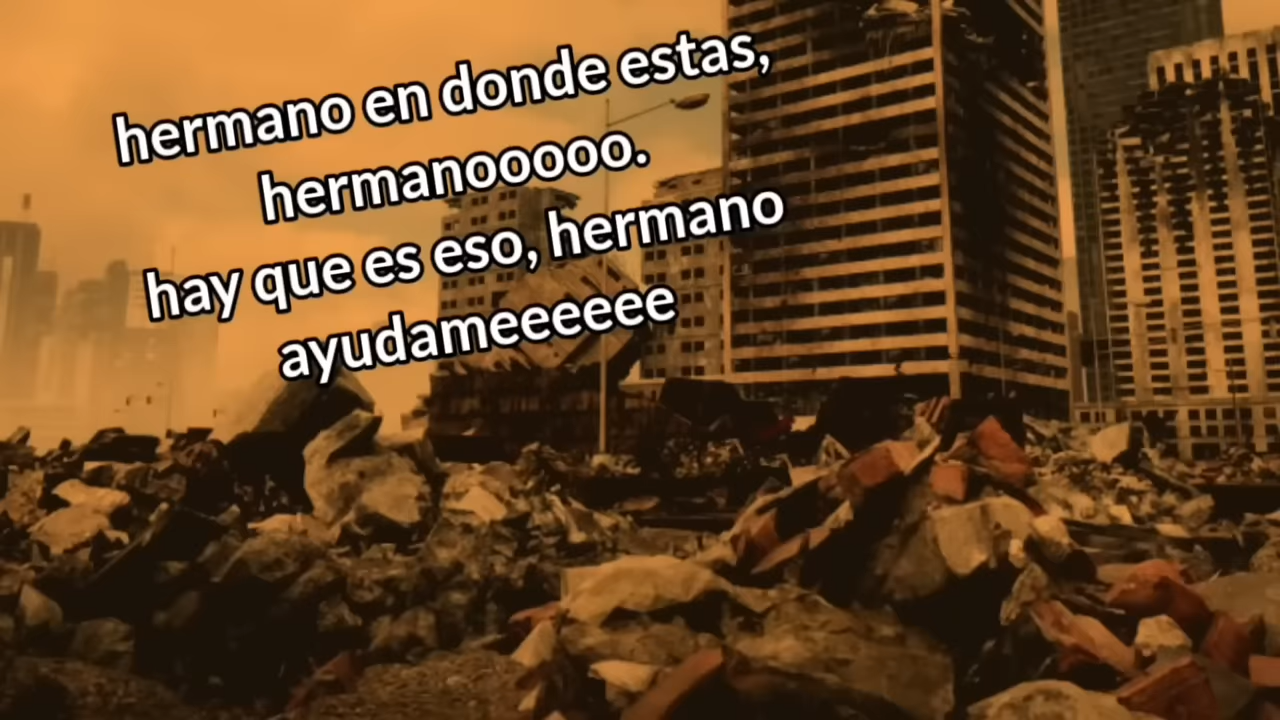 hermano en donde estas,
hermanooooo.
hay que es eso, hermano
ayudameeeeee